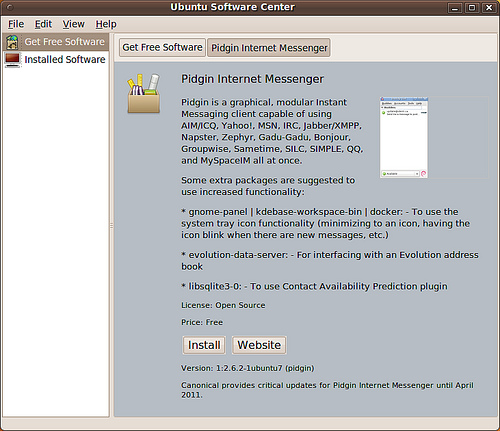 Ubuntu Software Center
File Edit View Help
Get Free Software
Installed Software
Get Free Software
Pidgin Internet Messenger
Pidgin Internet Messenger
Pidgin is a graphical, modular Instant
Messaging client capable of using
AIM/ICQ, Yahoo!, MSN, IRC, Jabber/XMPP,
Napster, Zephyr, Gadu-Gadu, Bonjour,
Groupwise, Sametime, SILC, SIMPLE, QQ,
and MySpaceIM all at once.
Some extra packages are suggested to
use increased functionality:
* gnome-panel | kdebase-workspace-bin | docker: - To use the
system tray icon functionality (minimizing to an icon, having the
icon blink when there are new messages, etc.)
* evolution-data-server: - For interfacing with an Evolution address
book
* libsqlite3-0: - To use Contact Availability Prediction plugin
License: Open Source
Price: Free
Install
Website
Version: 1:2.6.2-1ubuntu7 (pidgin)
Canonical provides critical updates for Pidgin Internet Messenger until April
2011.